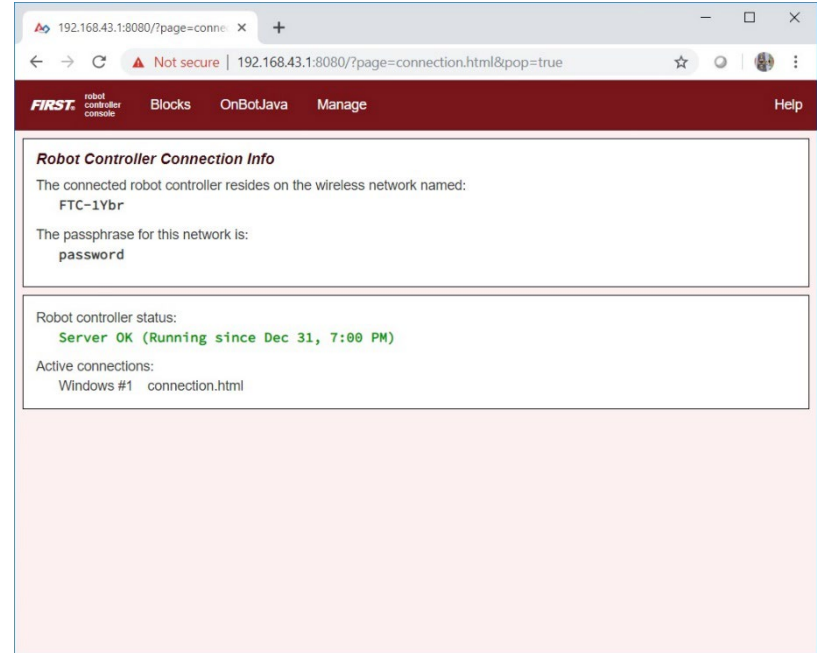 192.168.43.1:8080/?page=conne
Not secure | 192.168.43.1:8080/?page=connection.html&pop=true
FIRST. robot controller console Blocks OnBotJava Manage Help
Robot Controller Connection Info
The connected robot controller resides on the wireless network named:
FTC-1Ybr
The passphrase for this network is:
password
Robot controller status:
Server OK (Running since Dec 31, 7:00 PM)
Active connections:
Windows #1 connection.html